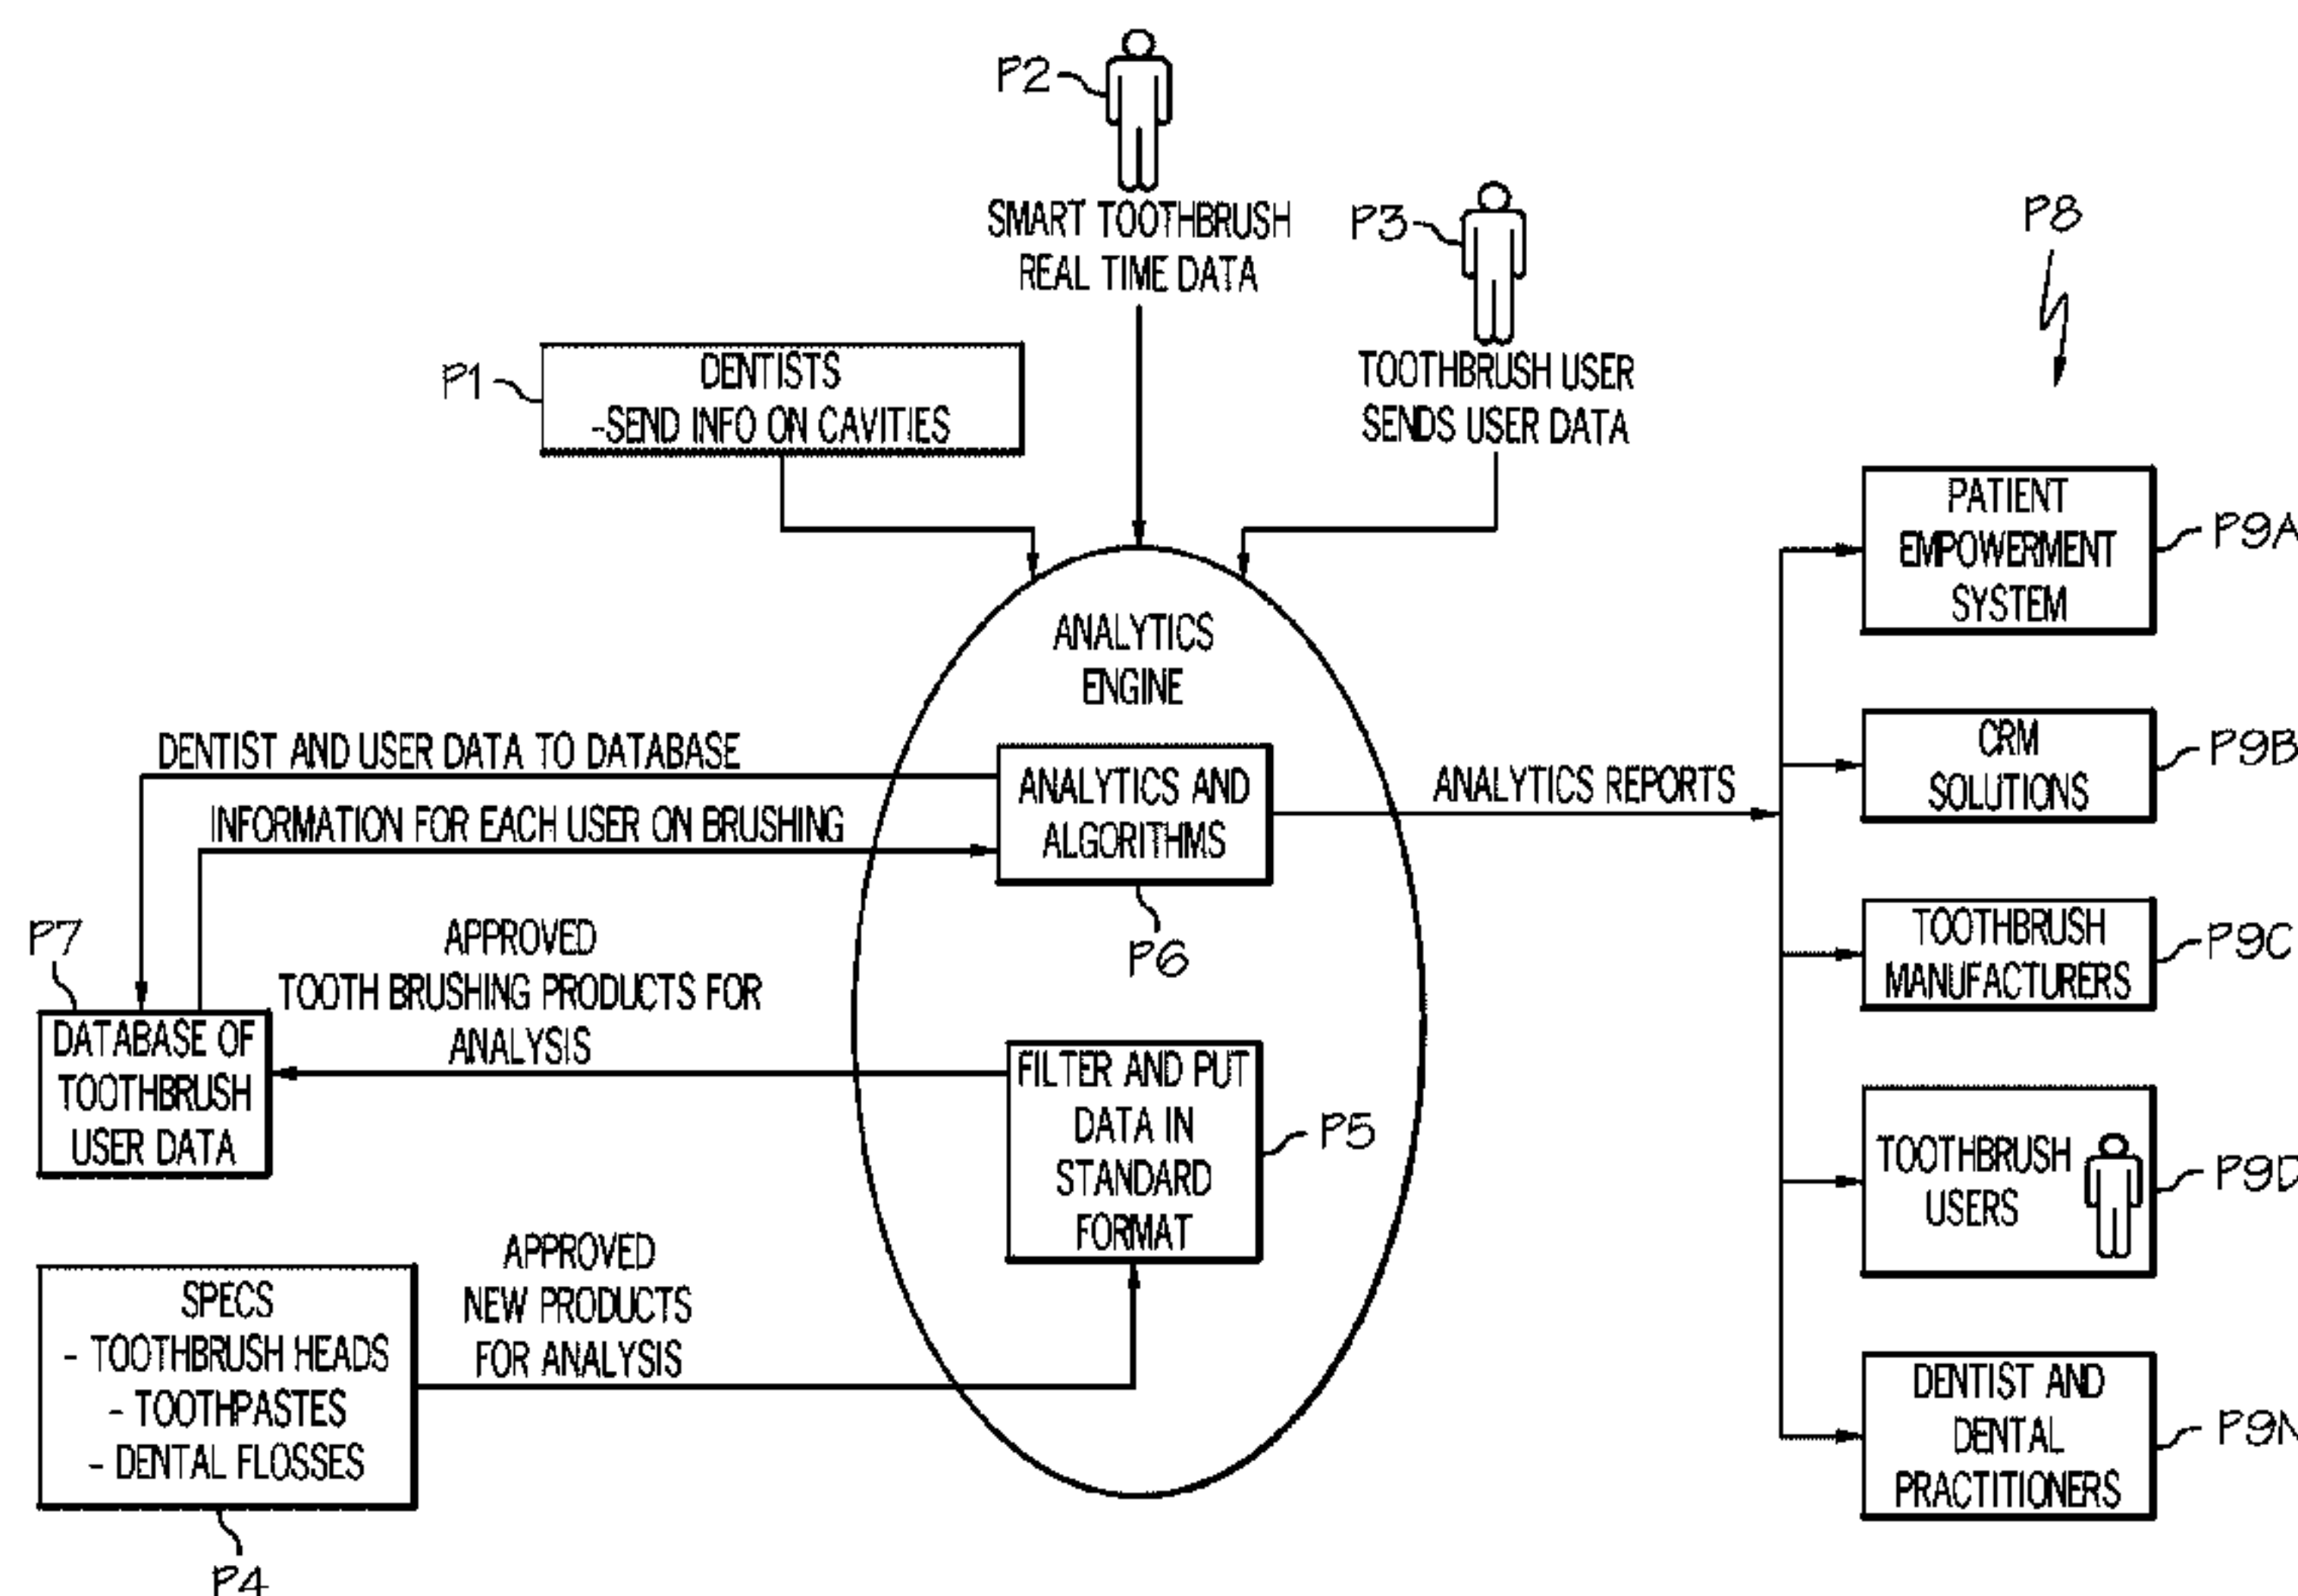 P2
SMART TOOTHBRUSH
REAL TIME DATA
P3
TOOTHBRUSH USER
SENDS USER DATA
P8
P1
DENTISTS
-SEND INFO ON CAVITIES
PATIENT
EMPOWERMENT
SYSTEM
P9A
ANALYTICS
ENGINE
DENTIST AND USER DATA TO DATABASE
INFORMATION FOR EACH USER ON BRUSHING
ANALYTICS AND
ALGORITHMS
P6
ANALYTICS REPORTS
CRM
SOLUTIONS
P9B
P7
APPROVED
TOOTH BRUSHING PRODUCTS FOR
ANALYSIS
TOOTHBRUSH
MANUFACTURERS
P9C
DATABASE OF
TOOTHBRUSH
USER DATA
FILTER AND PUT
DATA IN
STANDARD
FORMAT
P5
TOOTHBRUSH
USERS
P9D
SPECS
- TOOTHBRUSH HEADS
- TOOTHPASTES
- DENTAL FLOSSES
P4
APPROVED
NEW PRODUCTS
FOR ANALYSIS
DENTIST AND
DENTAL
PRACTITIONERS
P9N